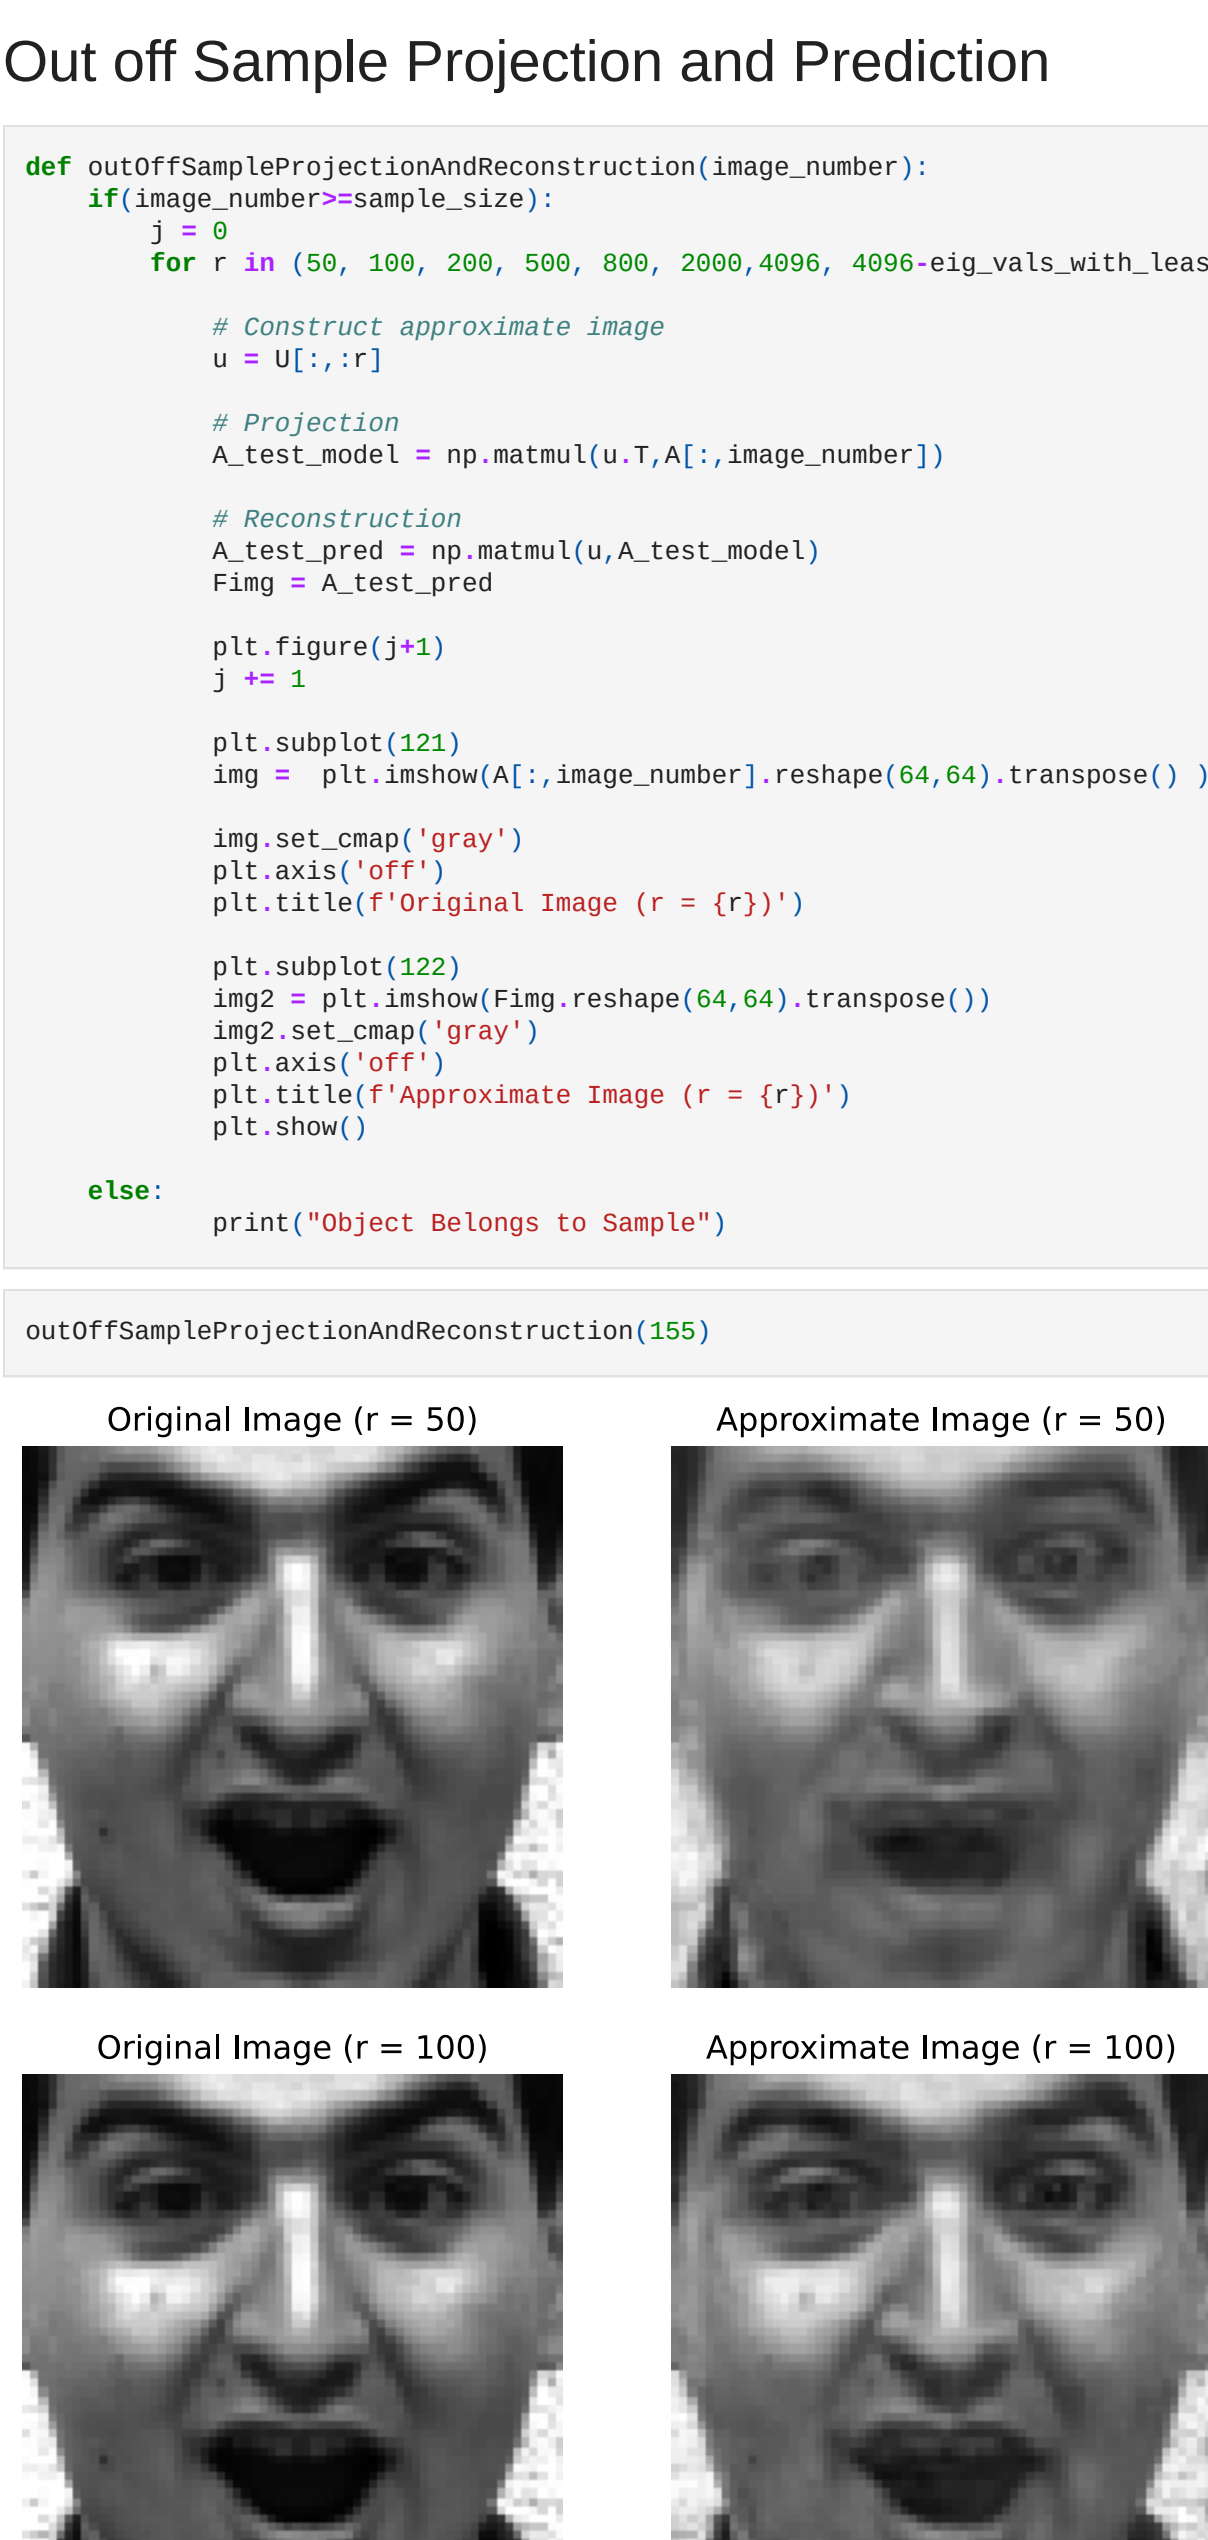 Out off Sample Projection and Prediction
def outOffSampleProjectionAndReconstruction(image_number):
    if(image_number>=sample_size):
        j = 0
        for r in (50, 100, 200, 500, 800, 2000,4096, 4096-eig_vals_with_leas
            # Construct approximate image
            u = U[:,:r]
            # Projection
            A_test_model = np.matmul(u.T,A[:,image_number])
            # Reconstruction
            A_test_pred = np.matmul(u,A_test_model)
            Fimg = A_test_pred
            plt.figure(j+1)
            j += 1
            plt.subplot(121)
            img =  plt.imshow(A[:,image_number].reshape(64,64).transpose() )
            img.set_cmap('gray')
            plt.axis('off')
            plt.title(f'Original Image (r = {r})')
            plt.subplot(122)
            img2 = plt.imshow(Fimg.reshape(64,64).transpose())
            img2.set_cmap('gray')
            plt.axis('off')
            plt.title(f'Approximate Image (r = {r})')
            plt.show()
    else:
            print("Object Belongs to Sample")
outOffSampleProjectionAndReconstruction(155)
Original Image (r = 50)
Approximate Image (r = 50)
Original Image (r = 100)
Approximate Image (r = 100)